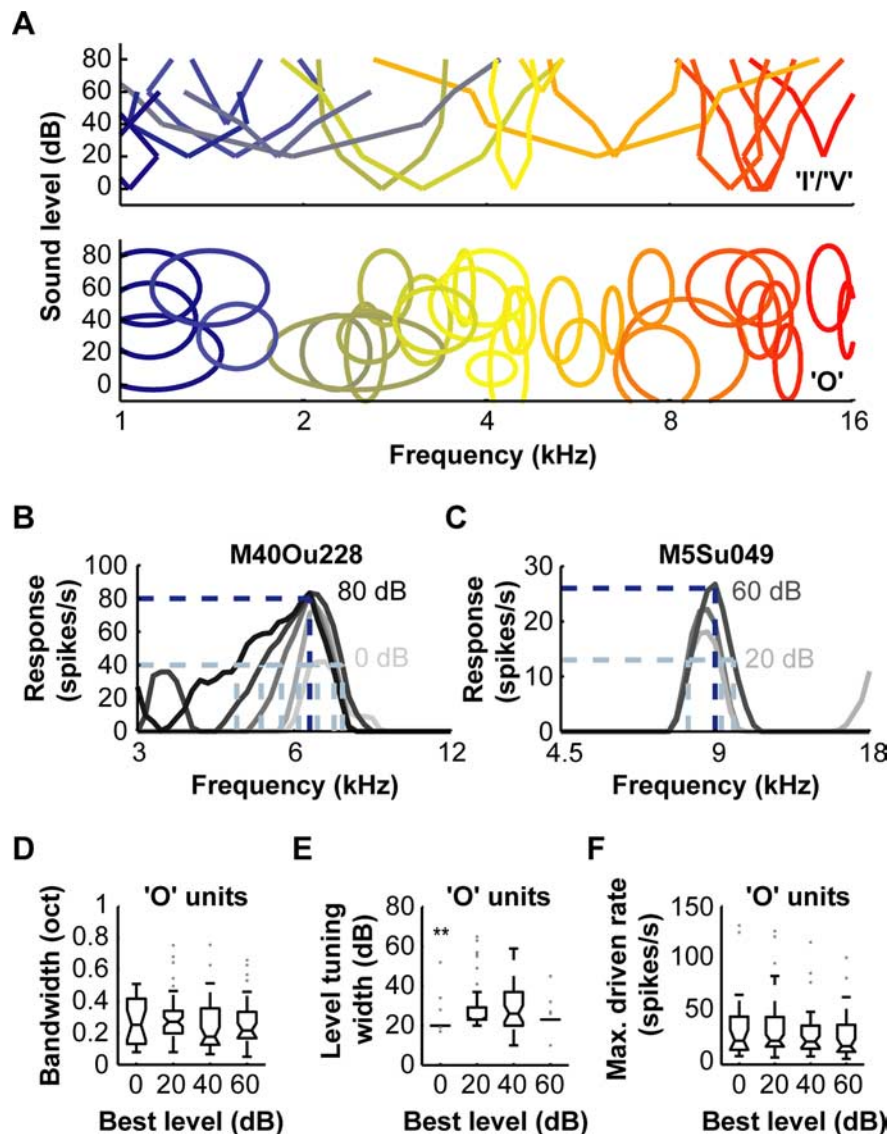 A
Sound level (dB)
80
60
40
20
0
'I'/'V'
80
60
40
20
0
'O'
1 2 4 8 16
Frequency (kHz)
B
M40Ou228
Response
(spikes/s)
100
80
60
40
20
0
80 dB
0 dB
3 6 12
Frequency (kHz)
C
M5Su049
Response
(spikes/s)
30
20
10
0
60 dB
20 dB
4.5 9 18
Frequency (kHz)
D
'O' units
Bandwidth (oct)
1
0.8
0.6
0.4
0.2
0
0 20 40 60
Best level (dB)
E
'O' units
Level tuning
width (dB)
80
60
40
20
0
**
0 20 40 60
Best level (dB)
F
'O' units
Max. driven rate
(spikes/s)
150
100
50
0
0 20 40 60
Best level (dB)